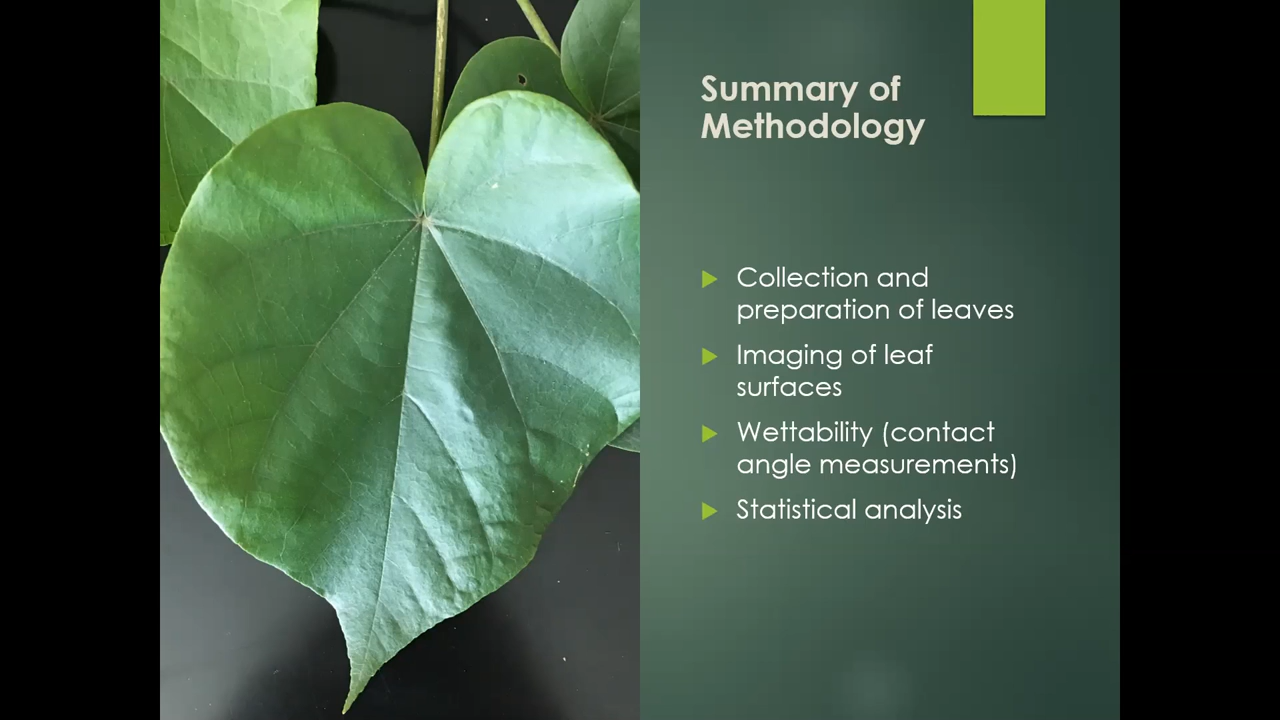 Summary of
Methodology
Collection and
preparation of leaves
Imaging of leaf
surfaces
Wettability (contact
angle measurements)
Statistical analysis